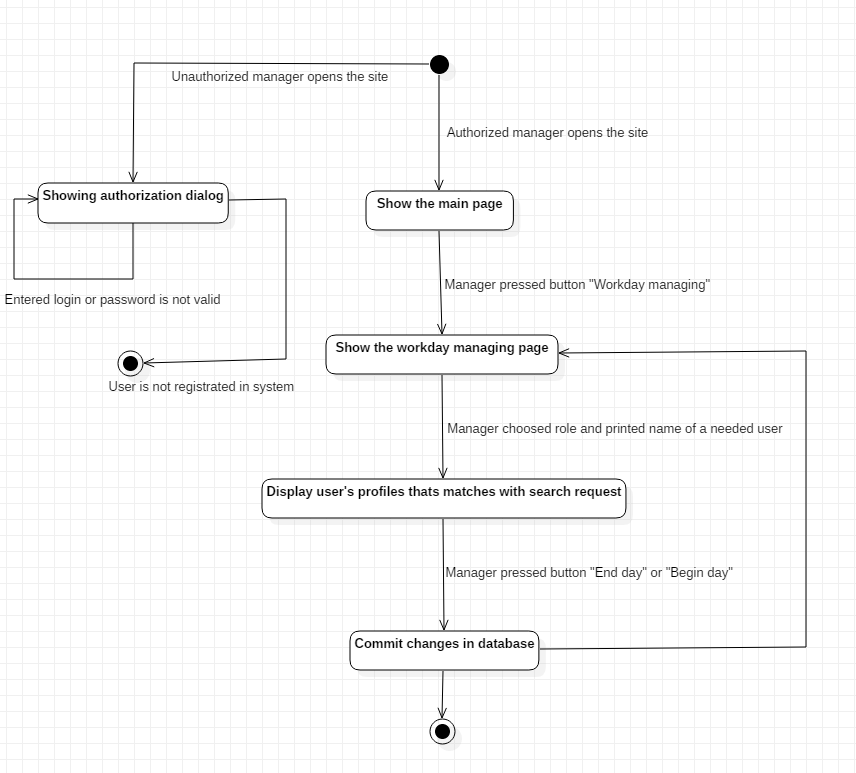 Unauthorized manager opens the site
Authorized manager opens the site
Showing authorization dialog
Show the main page
Manager pressed button "Workday managing"
Entered login or password is not valid
Show the workday managing page
User is not registrated in system
Manager choosed role and printed name of a needed user
Display user's profiles thats matches with search request
Manager pressed button "End day" or "Begin day"
Commit changes in database